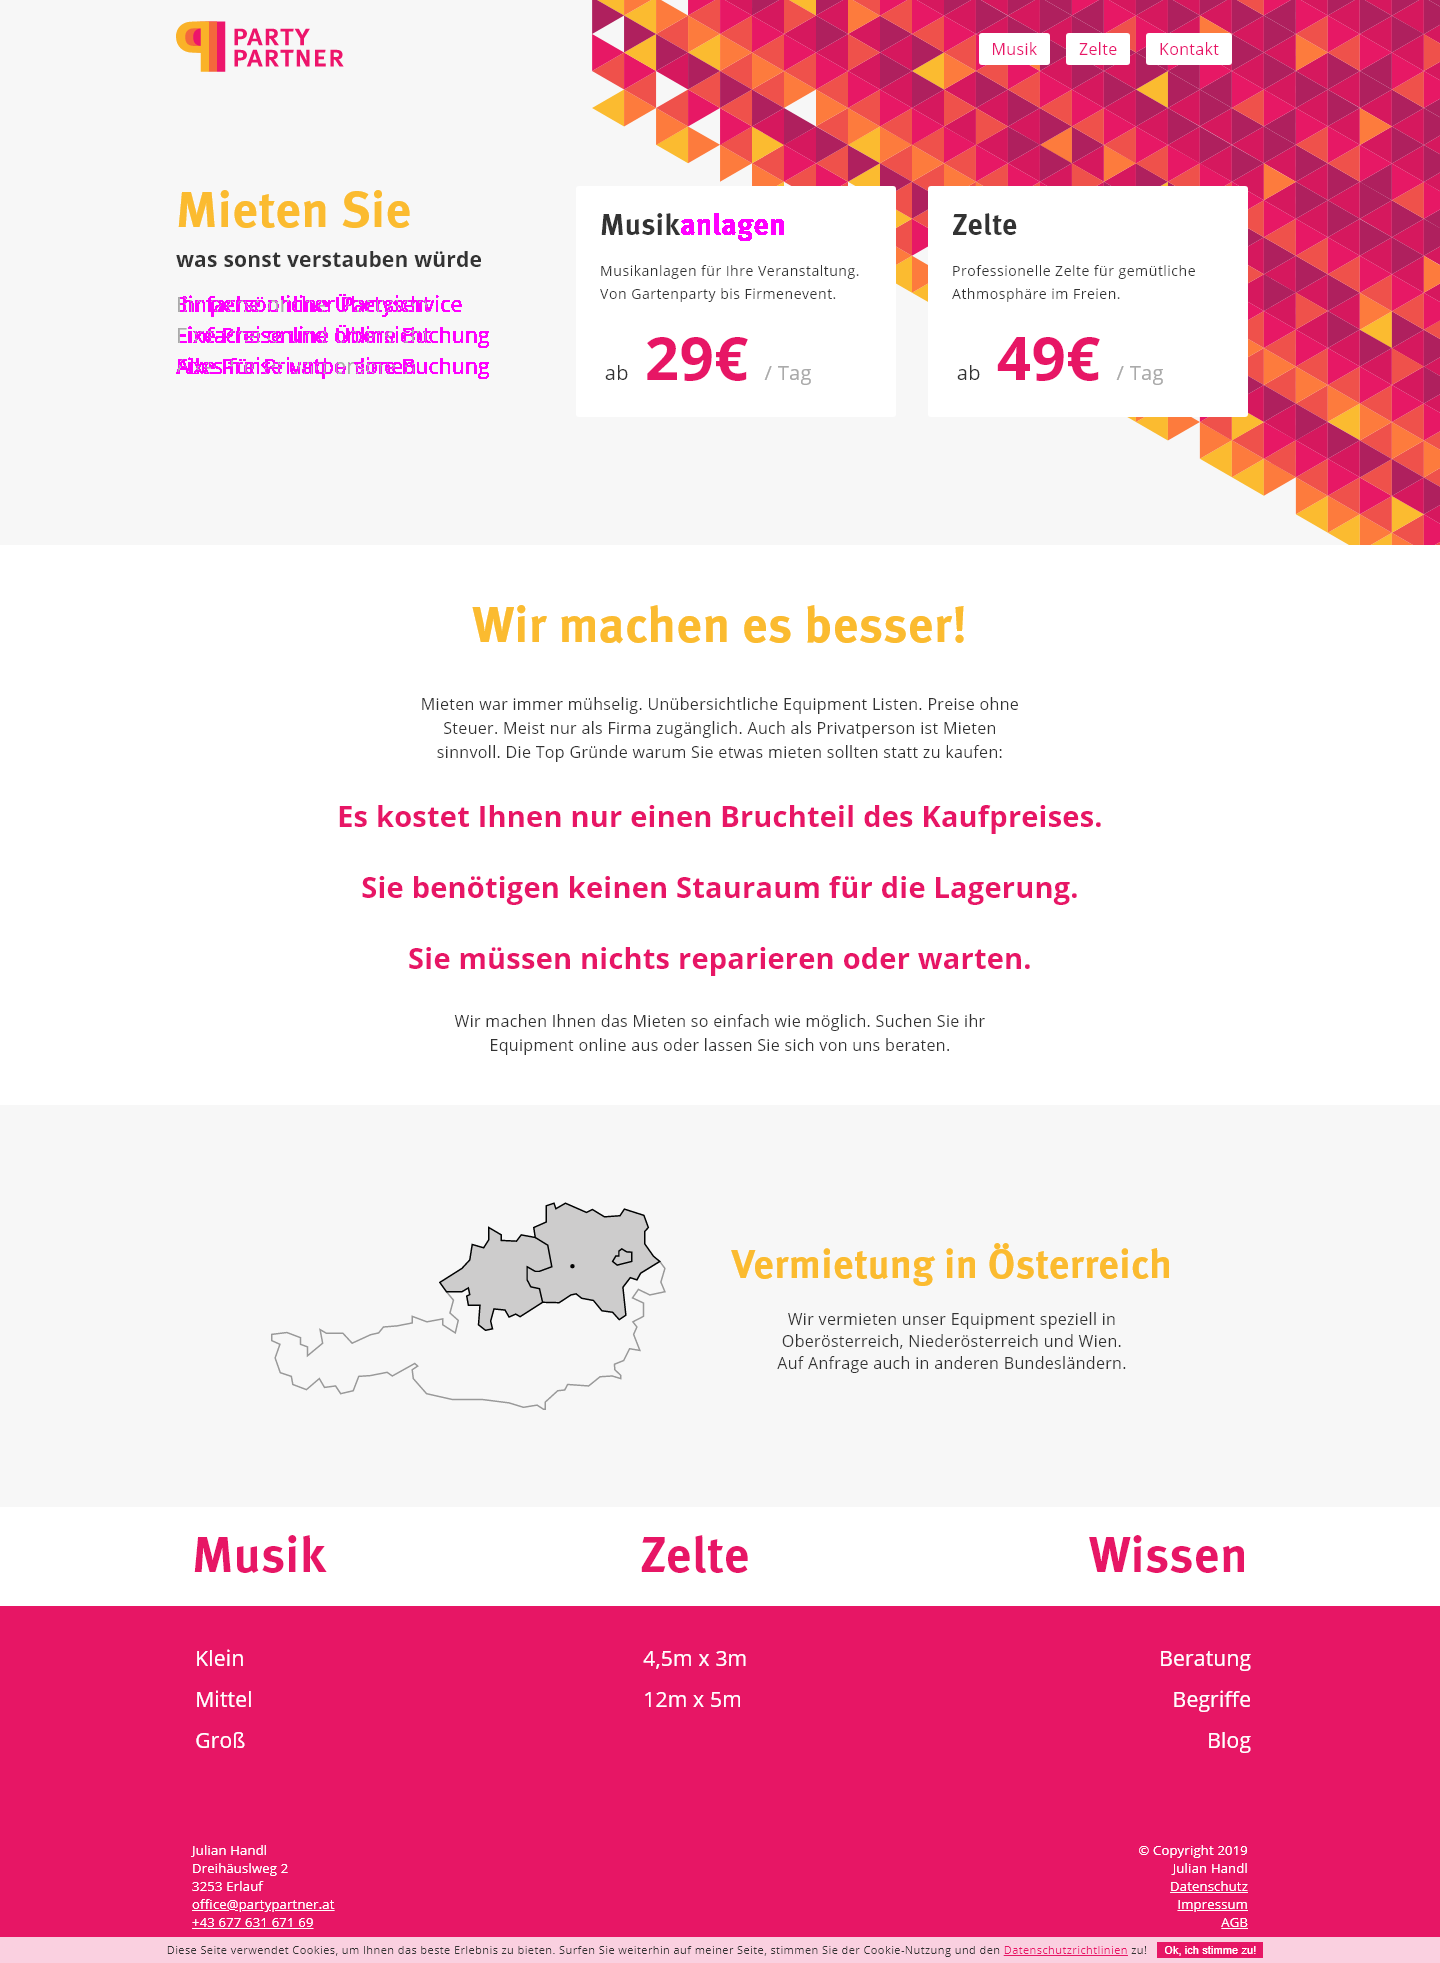 PARTY
PARTNER
Musik
Zelte
Kontakt
Mieten Sie
was sonst verstauben würde
Musikanlagen
Musikanlagen für Ihre Veranstaltung.
Von Gartenparty bis Firmenevent.
ab 29€ / Tag
Zelte
Professionelle Zelte für gemütliche
Athmosphäre im Freien.
ab 49€ / Tag
Wir machen es besser!
Mieten war immer mühselig. Unübersichtliche Equipment Listen. Preise ohne
Steuer. Meist nur als Firma zugänglich. Auch als Privatperson ist Mieten
sinnvoll. Die Top Gründe warum Sie etwas mieten sollten statt zu kaufen:
Es kostet Ihnen nur einen Bruchteil des Kaufpreises.
Sie benötigen keinen Stauraum für die Lagerung.
Sie müssen nichts reparieren oder warten.
Wir machen Ihnen das Mieten so einfach wie möglich. Suchen Sie ihr
Equipment online aus oder lassen Sie sich von uns beraten.
Vermietung in Österreich
Wir vermieten unser Equipment speziell in
Oberösterreich, Niederösterreich und Wien.
Auf Anfrage auch in anderen Bundesländern.
Musik
Klein
Mittel
Groß
Zelte
4,5m x 3m
12m x 5m
Wissen
Beratung
Begriffe
Blog
Julian Handl
Dreihäuslweg 2
3253 Erlauf
office@partypartner.at
+43 677 631 671 69
© Copyright 2019
Julian Handl
Datenschutz
Impressum
AGB
Diese Seite verwendet Cookies, um Ihnen das beste Erlebnis zu bieten. Surfen Sie weiterhin auf meiner Seite, stimmen Sie der Cookie-Nutzung und den Datenschutzrichtlinien zu! Ok, ich stimme zu!